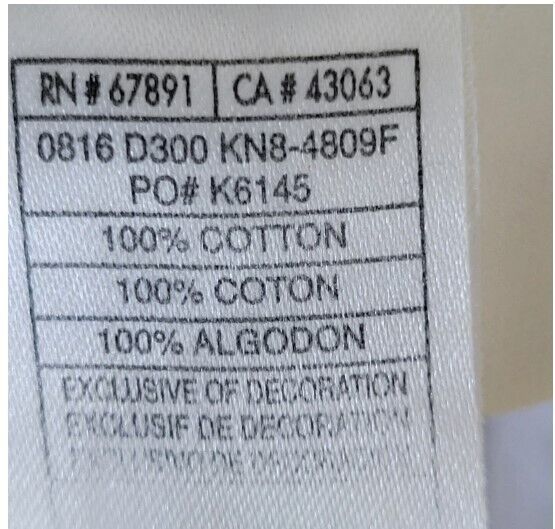 RN # 67891 CA # 43063
0816 D300 KN8-4809F
PO# K6145
100% COTTON
100% COTON
100% ALGODON
EXCLUSIVE OF DECORATION
EXCLUSIF DE DECORATION
DE